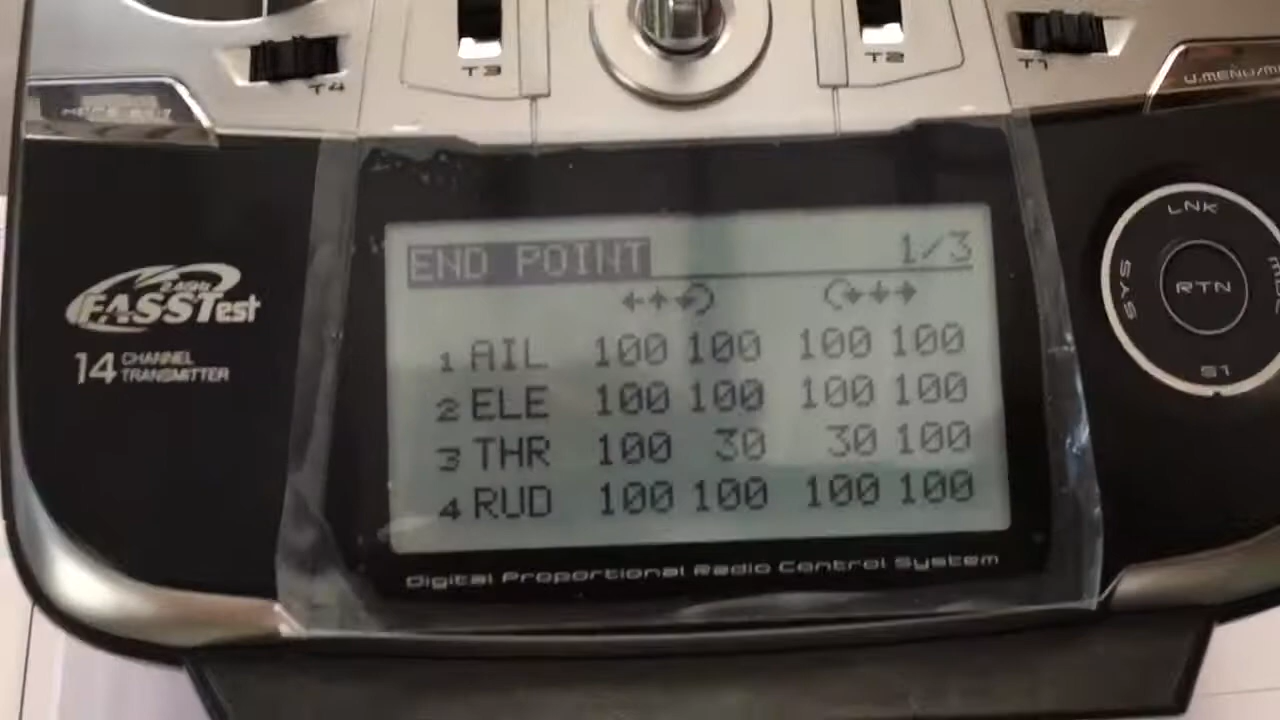 T4
T3
T2
T1
U.MENU/M
END POINT 1/3
1 AIL 100 100 100 100
2 ELE 100 100 100 100
3 THR 100 30 30 100
4 RUD 100 100 100 100
Digital Proportional Radio Control System
2.4GHz
FASSTest
14 CHANNEL
TRANSMITTER
LNK
SYS
RTN
S1